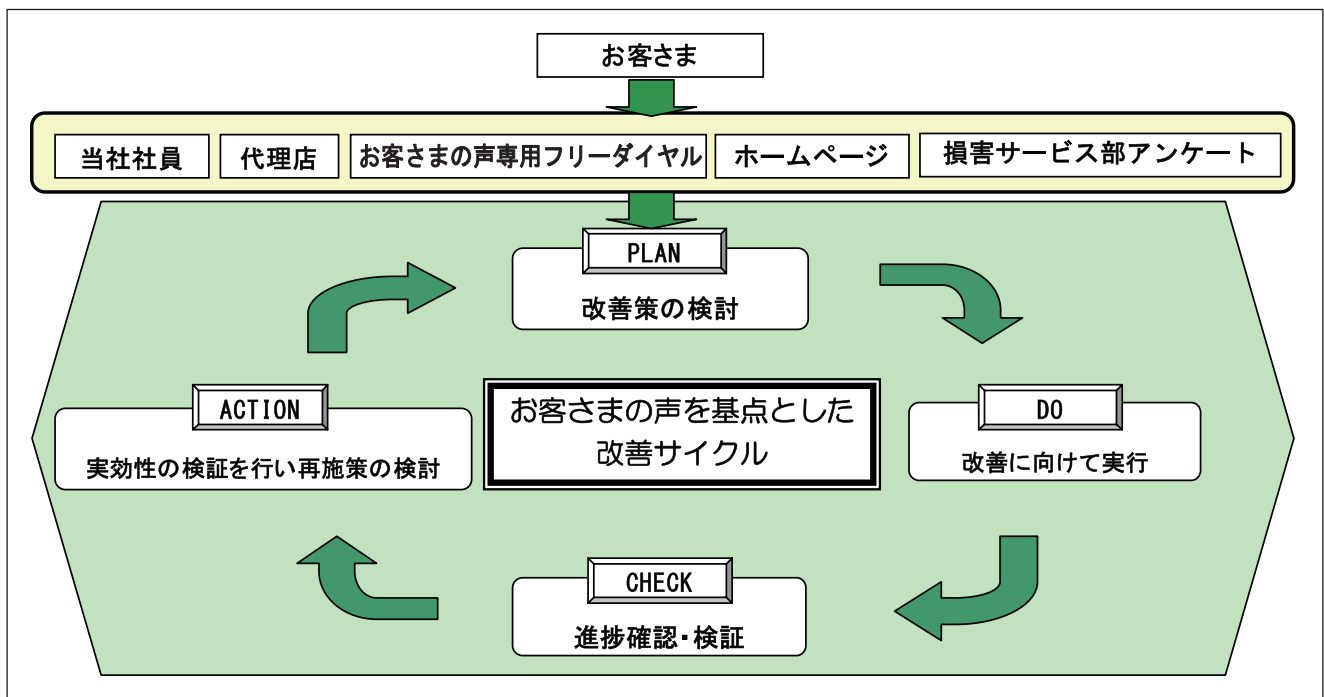 お客さま
当社社員
代理店
お客さまの声専用フリーダイヤル
ホームページ
損害サービス部アンケート
PLAN
改善策の検討
ACTION
実効性の検証を行い再施策の検討
お客さまの声を基点とした
改善サイクル
DO
改善に向けて実行
CHECK
進捗確認・検証